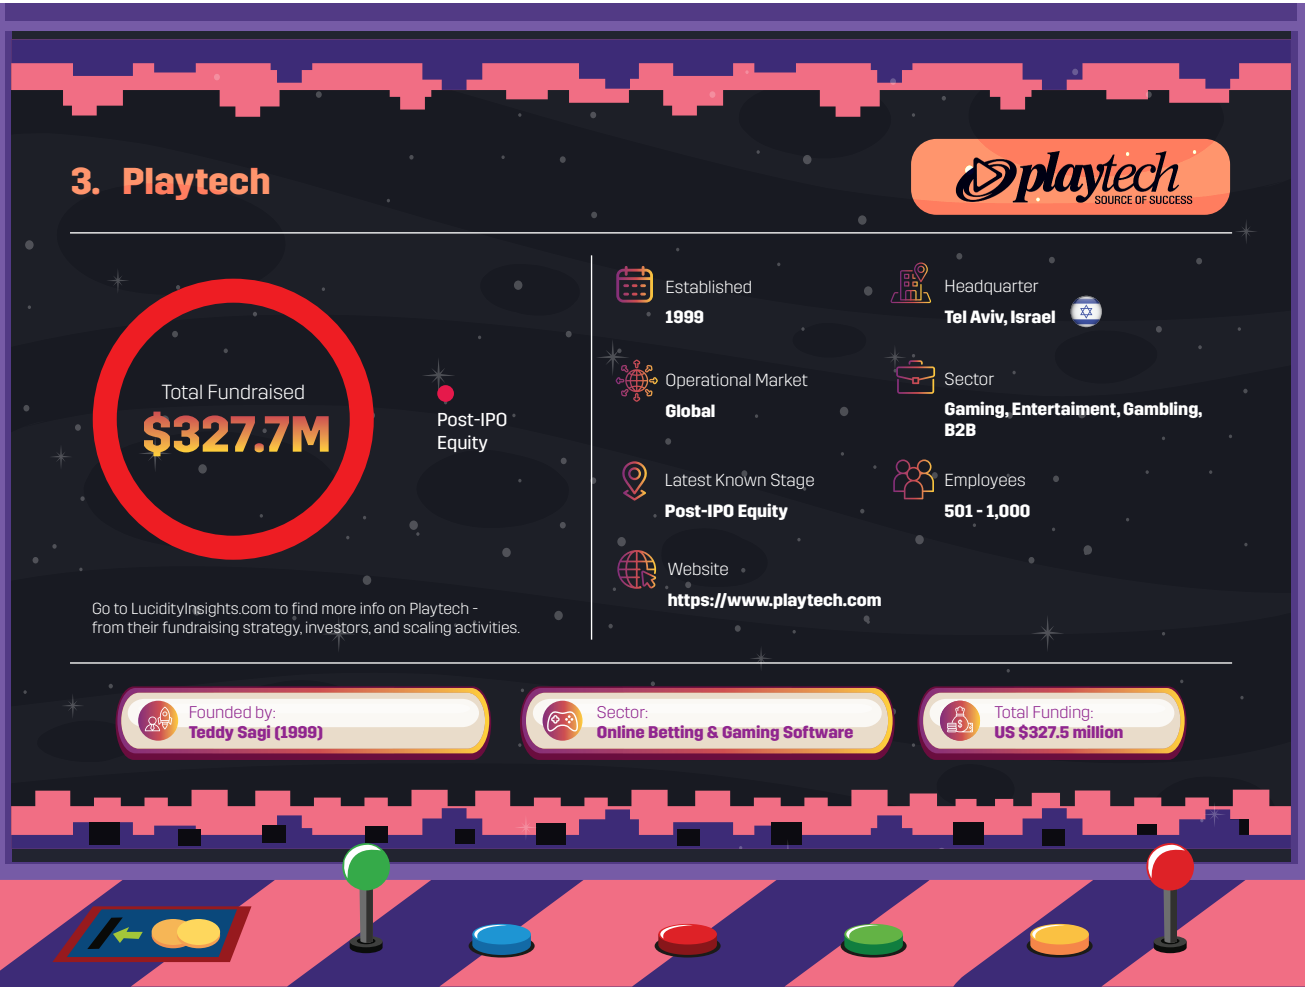 3. Playtech
playtech
SOURCE OF SUCCESS
Total Fundraised
$327.7M
Post-IPO
Equity
Go to LucidityInsights.com to find more info on Playtech -
from their fundraising strategy, investors, and scaling activities.
Established
1999
Headquarter
Tel Aviv, Israel
Operational Market
Global
Sector
Gaming, Entertaiment, Gambling,
B2B
Latest Known Stage
Post-IPO Equity
Employees
501 - 1,000
Website
https://www.playtech.com
Founded by:
Teddy Sagi (1999)
Sector:
Online Betting & Gaming Software
Total Funding:
US $327.5 million